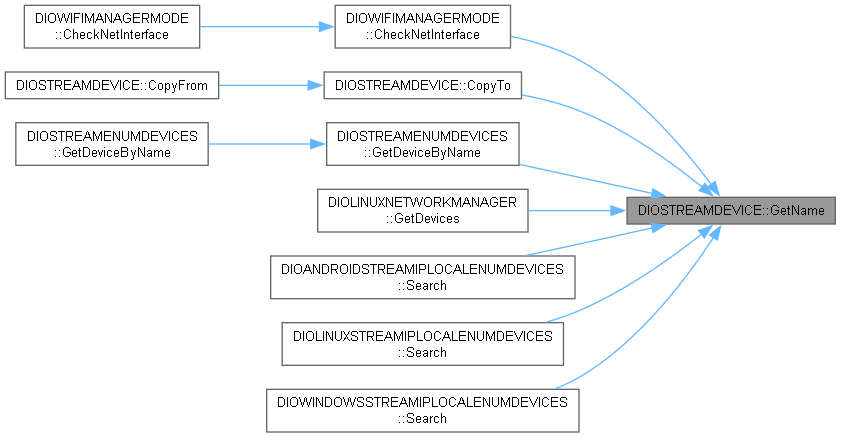 DIOWIFIMANAGERMODE
::CheckNetInterface
DIOWIFIMANAGERMODE
::CheckNetInterface
DIOSTREAMDEVICE::CopyFrom
DIOSTREAMDEVICE::CopyTo
DIOSTREAMENUMDEVICES
::GetDeviceByName
DIOSTREAMENUMDEVICES
::GetDeviceByName
DIOLINUXNETWORKMANAGER
::GetDevices
DIOSTREAMDEVICE::GetName
DIOANDROIDSTREAMIPLOCALENUMDEVICES
::Search
DIOLINUXSTREAMIPLOCALENUMDEVICES
::Search
DIOWINDOWSSTREAMIPLOCALENUMDEVICES
::Search